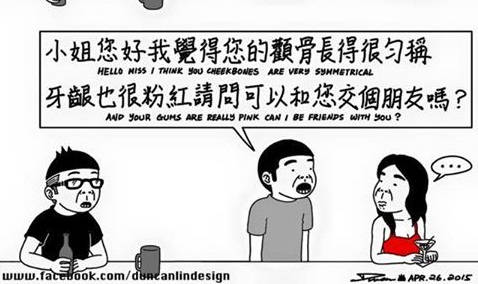 小姐您好我覺得您的顴骨長得很勻稱
HELLO MISS I THINK YOU CHEEKBONES ARE VERY SYMMETRICAL
牙齦也很粉紅請問可以和您交個朋友嗎？
AND YOUR GUMS ARE REALLY PINK CAN I BE FRIENDS WITH YOU?
...
www.facebook.com/duncanlindesign
APR.26.2015